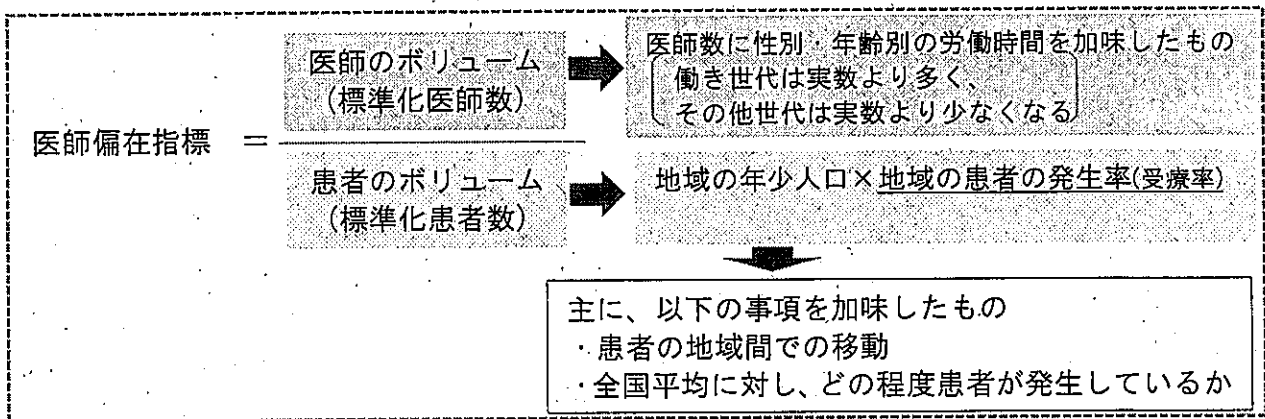 医師偏在指標 =
医師のボリューム
(標準化医師数)
医師数に性別・年齢別の労働時間を加味したもの
働き世代は実数より多く、
その他世代は実数より少なくなる
患者のボリューム
(標準化患者数)
地域の年少人口×地域の患者の発生率(受療率)
主に、以下の事項を加味したもの
・患者の地域間での移動
・全国平均に対し、どの程度患者が発生しているか